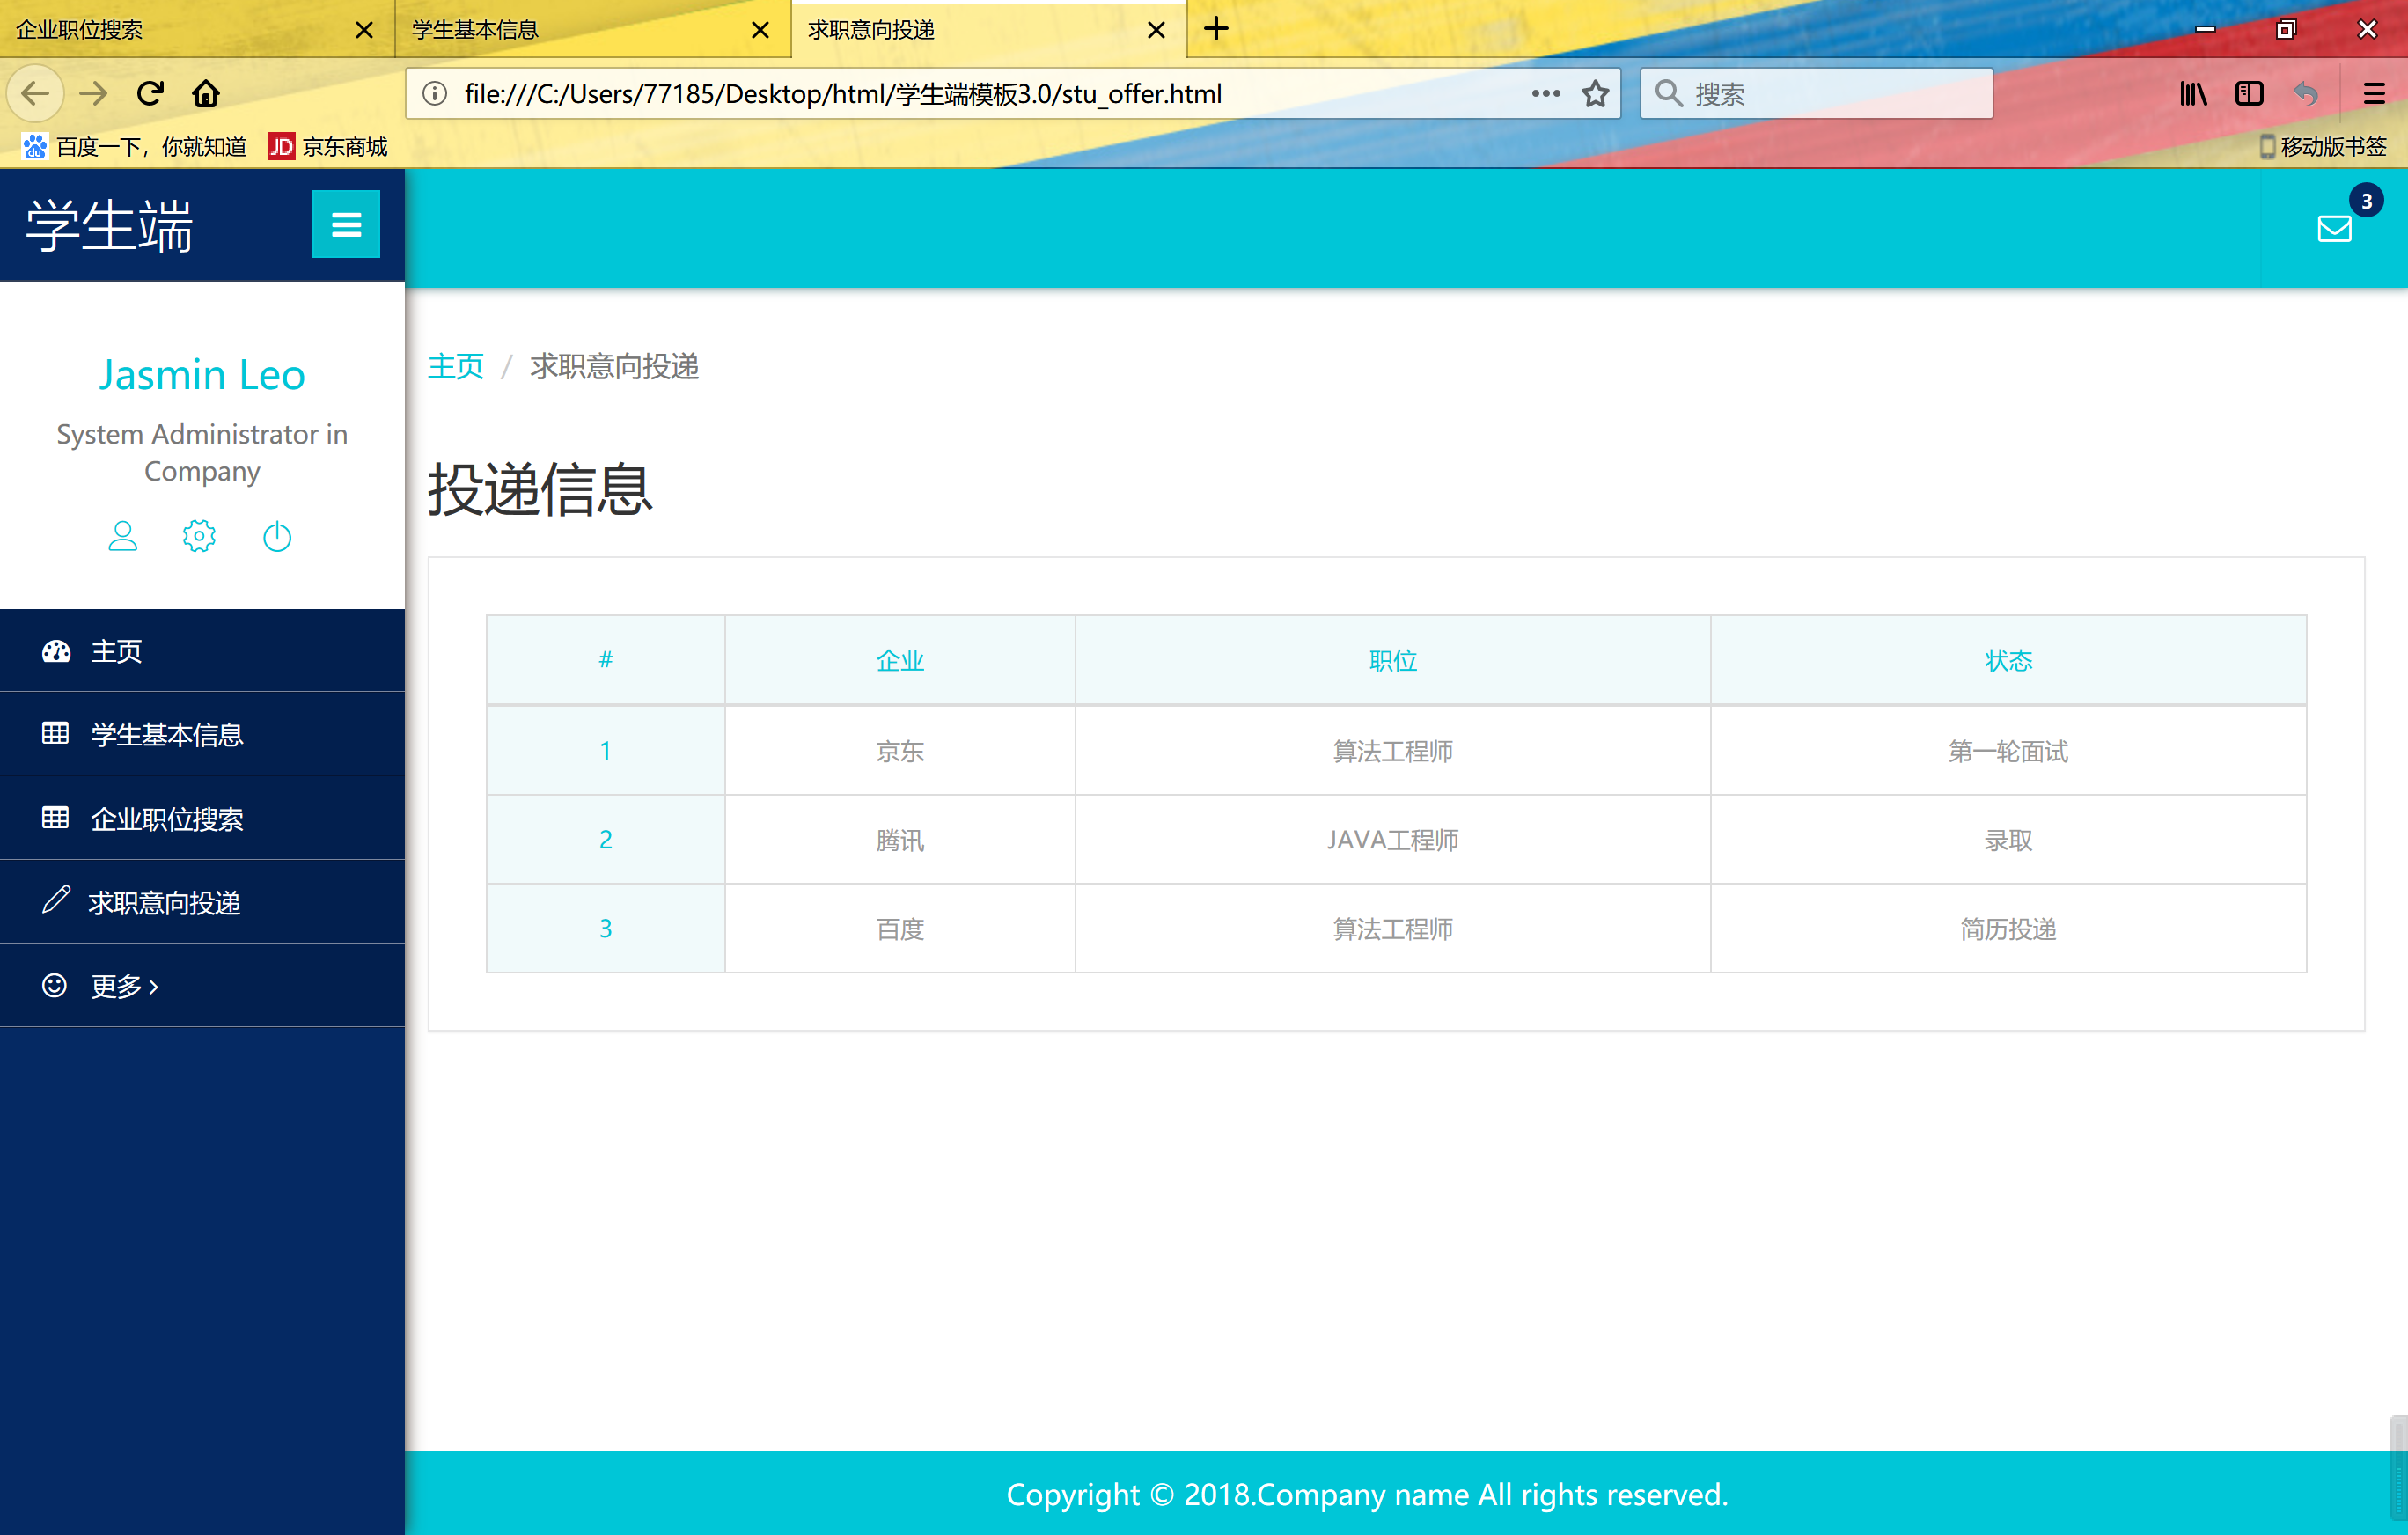 企业职位搜索
学生基本信息
求职意向投递
file:///C:/Users/77185/Desktop/html/学生端模板3.0/stu_offer.html
搜索
百度一下，你就知道
JD 京东商城
移动版书签
学生端
3
Jasmin Leo
System Administrator in
Company
主页
学生基本信息
企业职位搜索
求职意向投递
更多
主页 / 求职意向投递
投递信息
# 企业 职位 状态
1 京东 算法工程师 第一轮面试
2 腾讯 JAVA工程师 录取
3 百度 算法工程师 简历投递
Copyright © 2018.Company name All rights reserved.